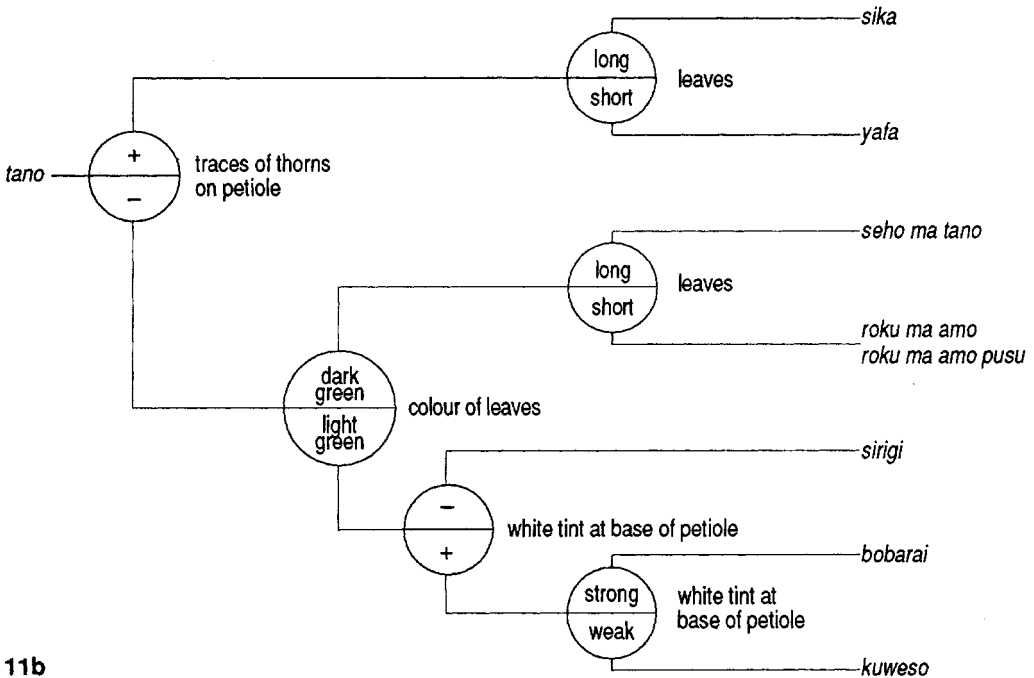 sika
long
short
leaves
yafa
+
−
tano
traces of thorns
on petiole
seho ma tano
long
short
leaves
roku ma amo
roku ma amo pusu
dark
green
light
green
colour of leaves
sirigi
−
+
white tint at base of petiole
bobarai
strong
weak
white tint at
base of petiole
kuweso
11b